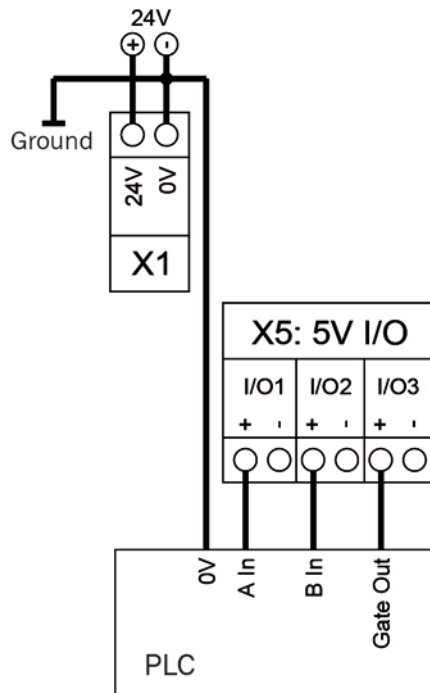 24V
+ -
Ground
24V 0V
X1
X5: 5V I/O
I/O1 I/O2 I/O3
+ - + - + -
0V A In B In Gate Out
PLC